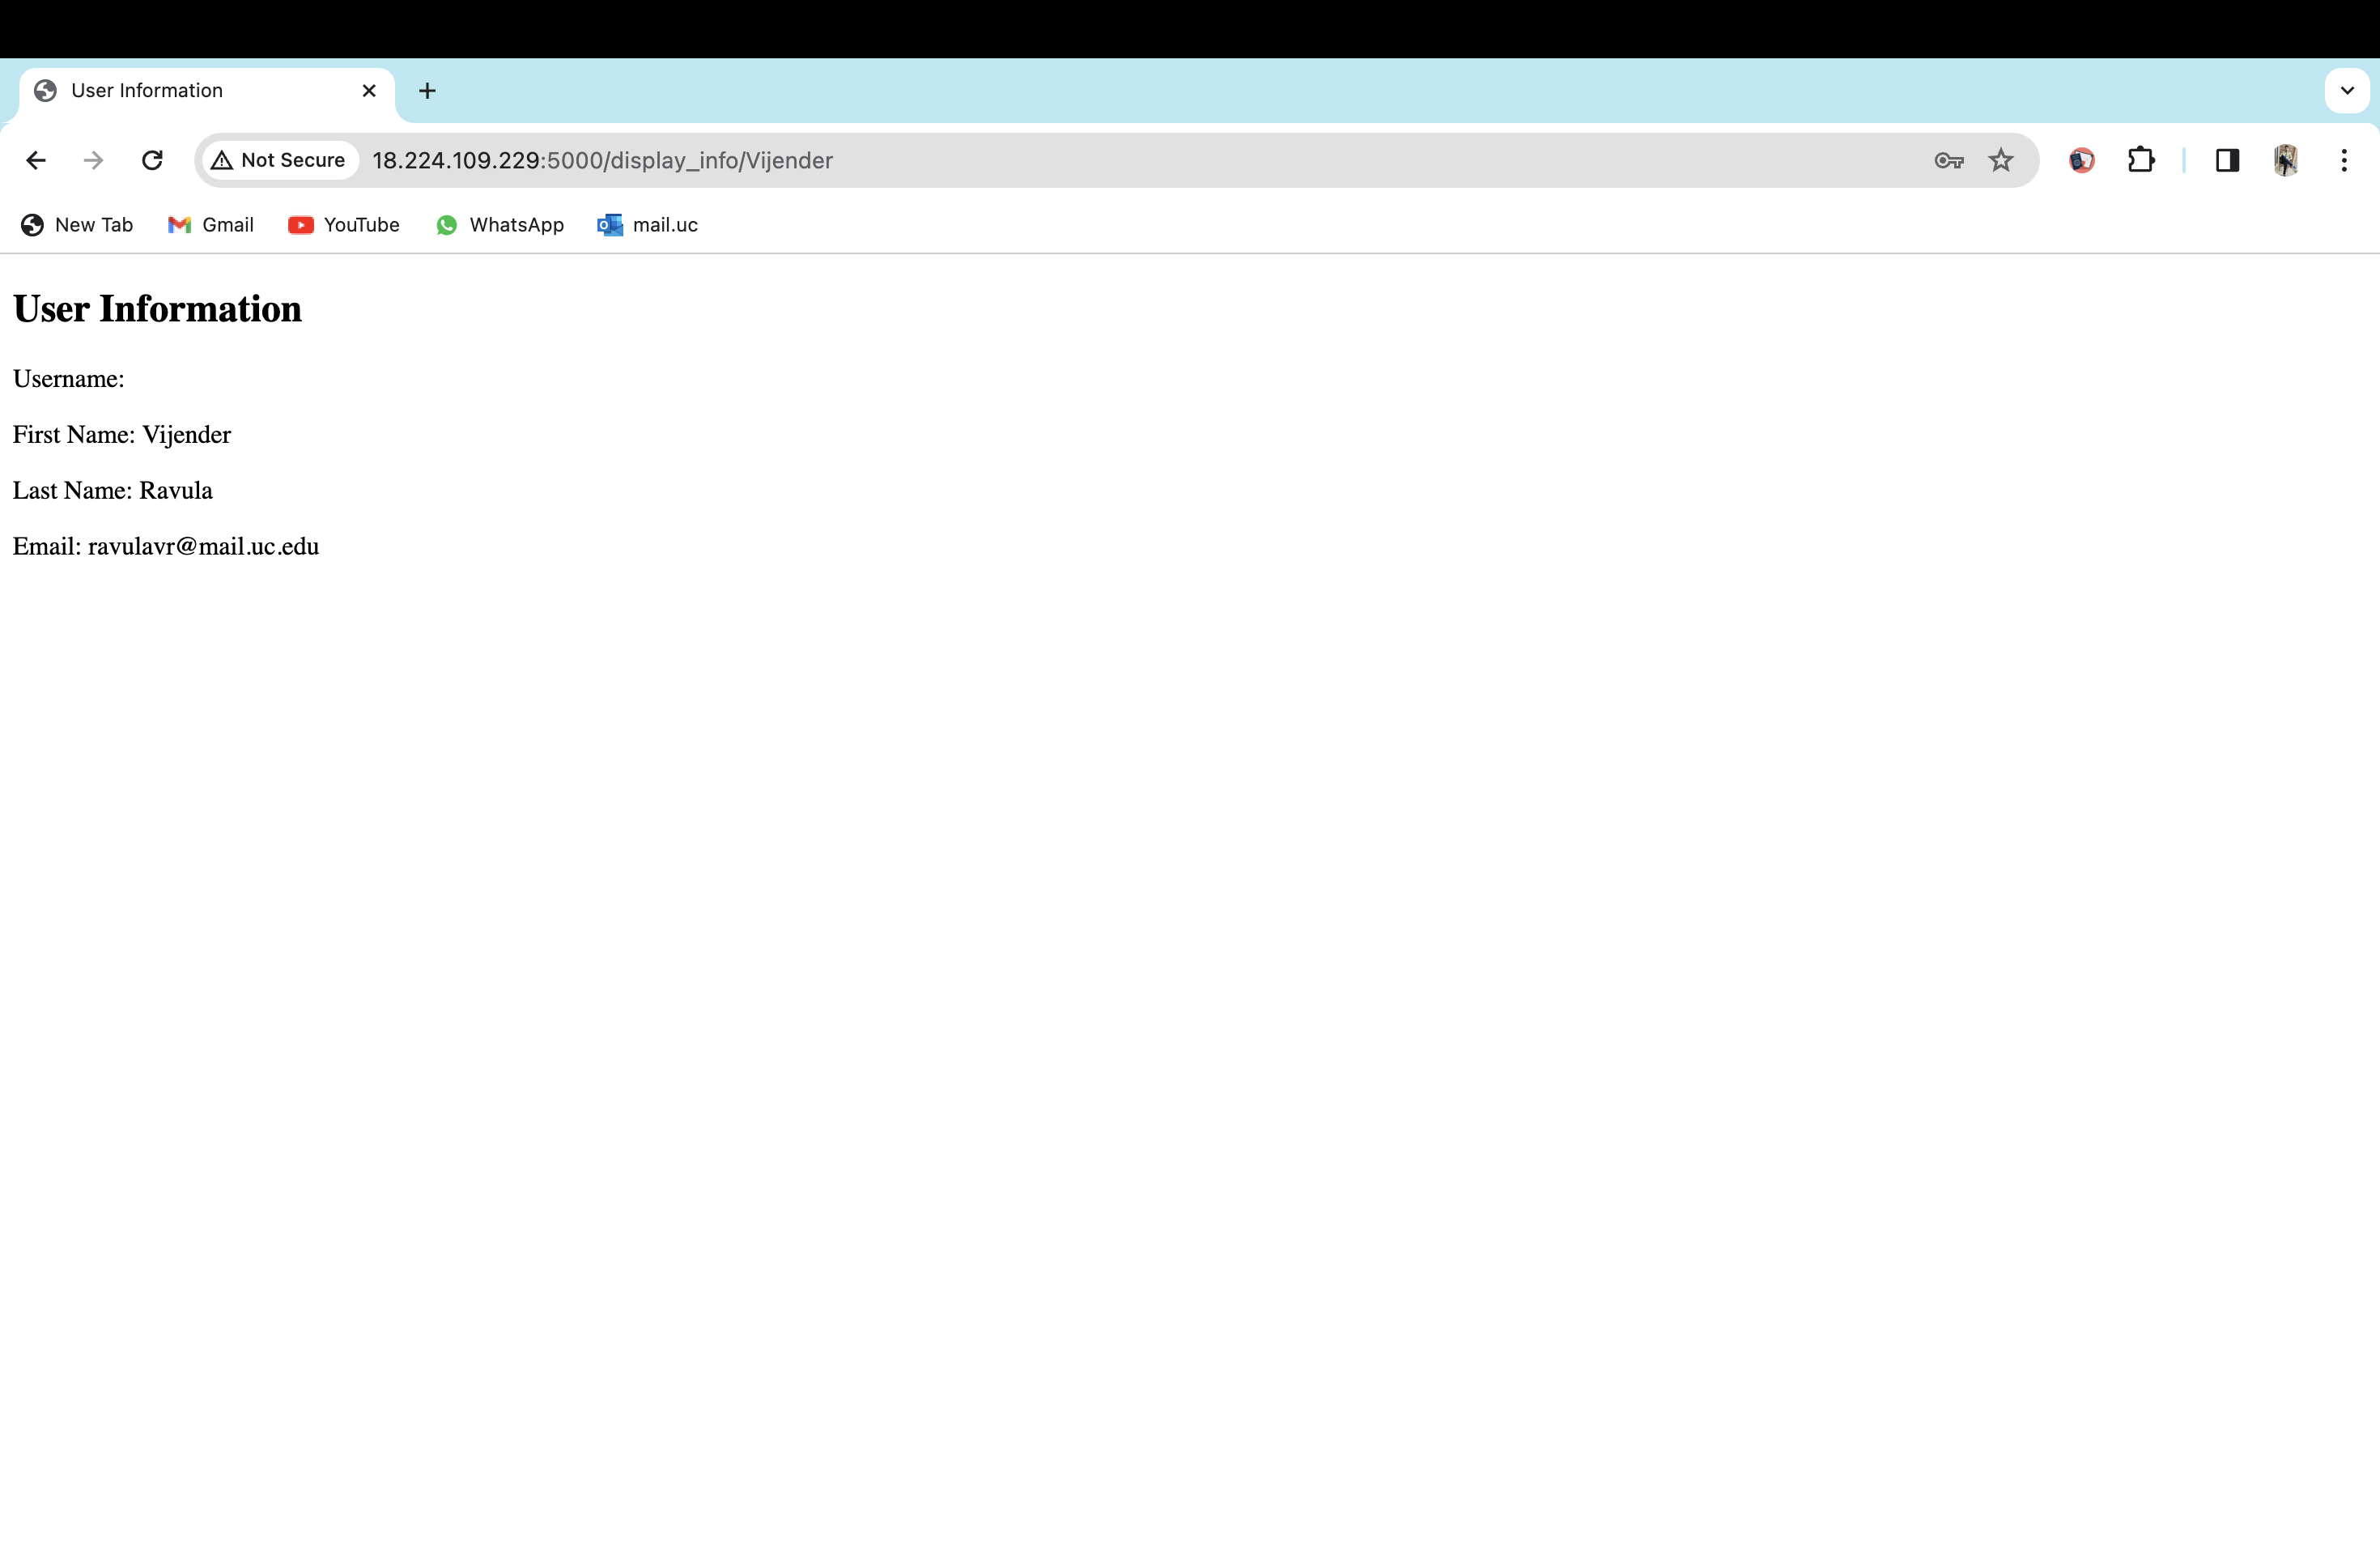 User Information
Not Secure 18.224.109.229:5000/display_info/Vijender
New Tab Gmail YouTube WhatsApp mail.uc
User Information
Username:
First Name: Vijender
Last Name: Ravula
Email: ravulavr@mail.uc.edu